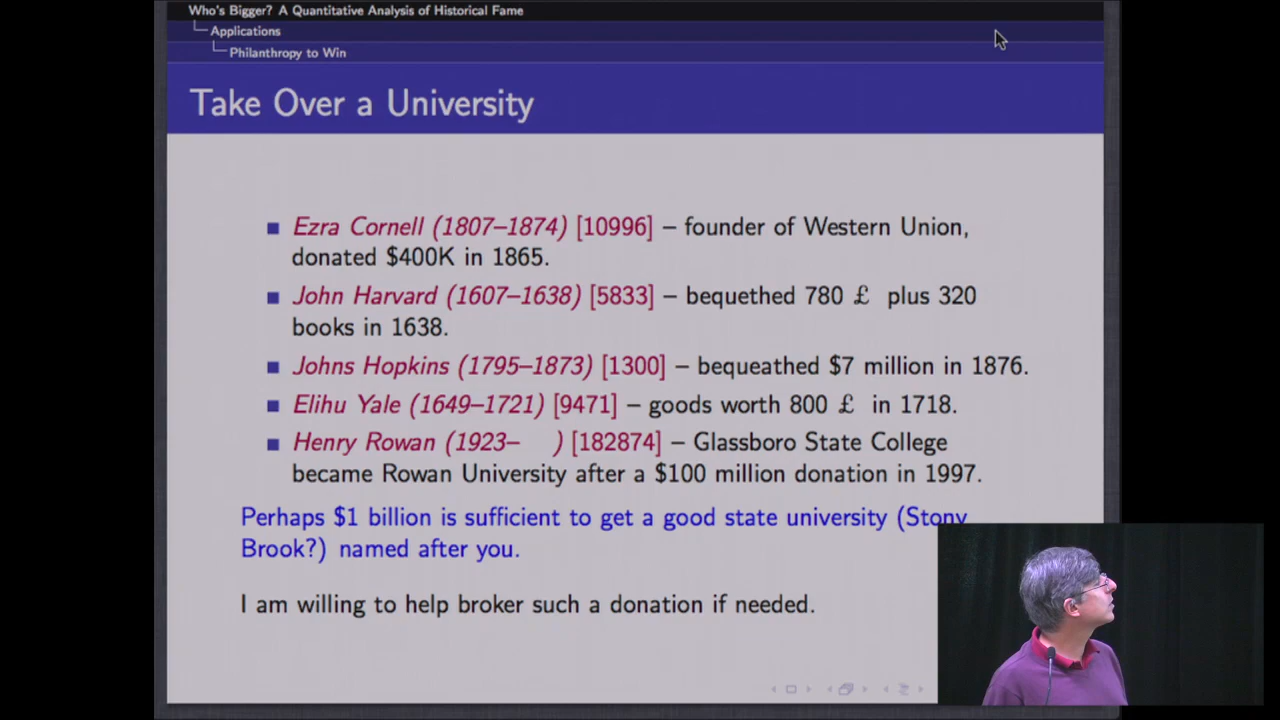 Who's Bigger? A Quantitative Analysis of Historical Fame
Applications
Philanthropy to Win
Take Over a University
Ezra Cornell (1807–1874) [10996] – founder of Western Union,
donated $400K in 1865.
John Harvard (1607–1638) [5833] – bequethed 780 £ plus 320
books in 1638.
Johns Hopkins (1795–1873) [1300] – bequeathed $7 million in 1876.
Elihu Yale (1649–1721) [9471] – goods worth 800 £ in 1718.
Henry Rowan (1923– ) [182874] – Glassboro State College
became Rowan University after a $100 million donation in 1997.
Perhaps $1 billion is sufficient to get a good state university (Stony
Brook?) named after you.
I am willing to help broker such a donation if needed.